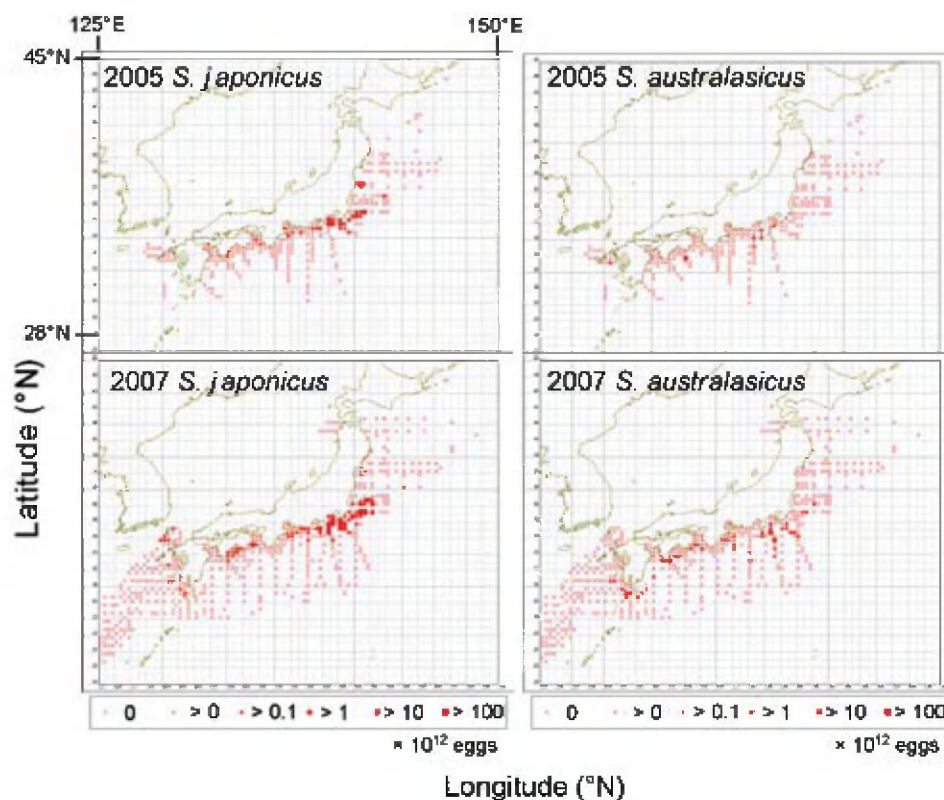 125°E 150°E
45°N
2005 S. japonicus 2005 S. australasicus
28°N
2007 S. japonicus 2007 S. australasicus
Latitude (°N)
0 > 0 > 0.1 > 1 > 10 > 100 0 > 0 > 0.1 > 1 > 10 > 100
× 10¹² eggs × 10¹² eggs
Longitude (°N)